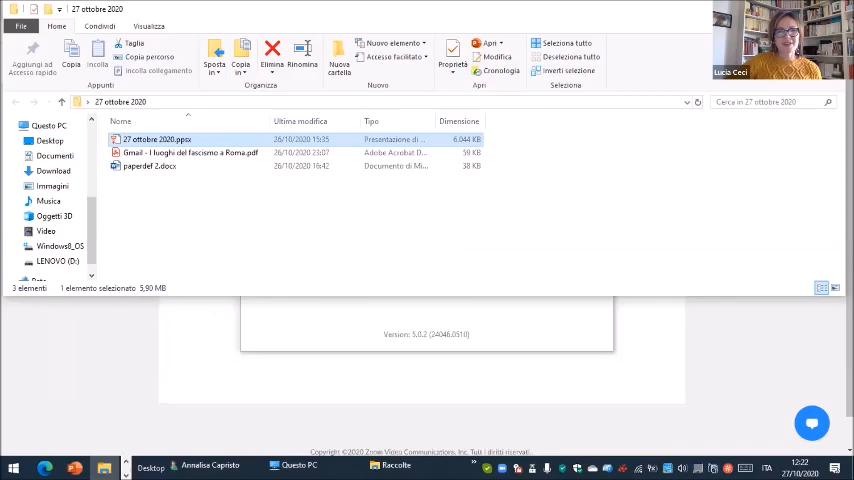 27 ottobre 2020
File Home Condividi Visualizza
Aggiungi ad Accesso rapido
Copia
Incolla
Taglia
Copia percorso
Incolla collegamento
Appunti
Sposta in
Copia in
Elimina
Rinomina
Organizza
Nuova cartella
Nuovo elemento
Accesso facilitato
Nuovo
Proprietà
Apri
Modifica
Cronologia
Apri
Seleziona tutto
Deseleziona tutto
Inverti selezione
Seleziona
Lucia Ceci
27 ottobre 2020
Cerca in 27 ottobre 2020
Questo PC
Desktop
Documenti
Download
Immagini
Musica
Oggetti 3D
Video
Windows8_OS
LENOVO (D:)
Nome Ultima modifica Tipo Dimensione
27 ottobre 2020.ppsx 26/10/2020 15:35 Presentazione di ... 6.044 KB
Gmail - I luoghi del fascismo a Roma.pdf 26/10/2020 23:07 Adobe Acrobat D... 59 KB
paperdef 2.docx 26/10/2020 16:42 Documento di Mi... 38 KB
3 elementi 1 elemento selezionato 5,90 MB
Version: 5.0.2 (24046.0510)
Copyright ©2020 Zoom Video Communications, Inc. Tutti i diritti riservati.
Desktop
Annalisa Capristo
Questo PC
Raccolte
ITA
12:22
27/10/2020